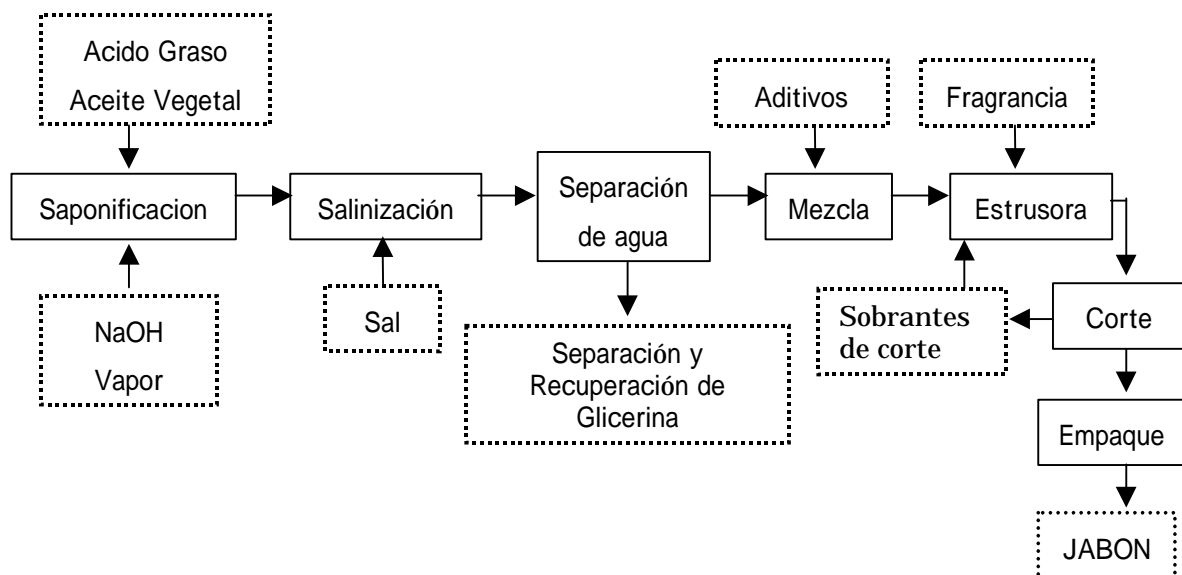 Acido Graso
Aceite Vegetal
Aditivos
Fragrancia
Saponificacion
Salinización
Separación
de agua
Mezcla
Estrusora
NaOH
Vapor
Sal
Separación y
Recuperación de
Glicerina
Sobrantes
de corte
Corte
Empaque
JABON